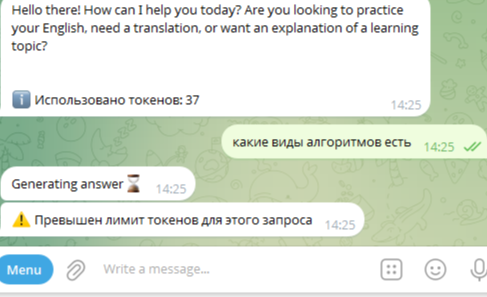 Hello there! How can I help you today? Are you looking to practice
your English, need a translation, or want an explanation of a learning
topic?
ℹ️ Использовано токенов: 37
14:25
какие виды алгоритмов есть 14:25
Generating answer⏳ 14:25
⚠️ Превышен лимит токенов для этого запроса 14:25
Menu Write a message...